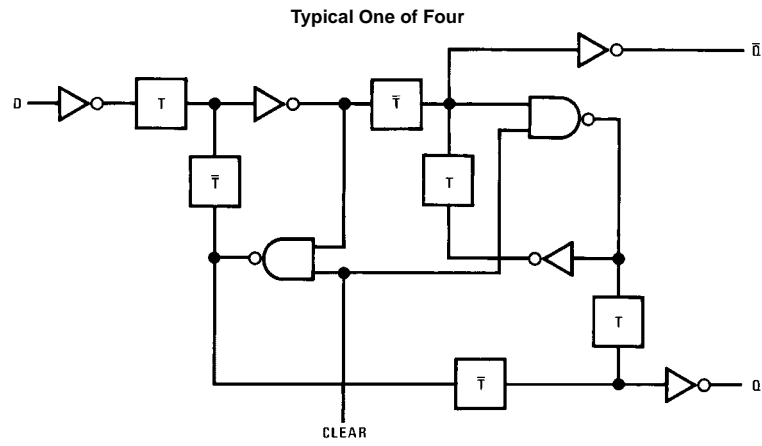 Typical One of Four
Q̅
D
T
T̅
T̅
T
T
T̅
Q
CLEAR